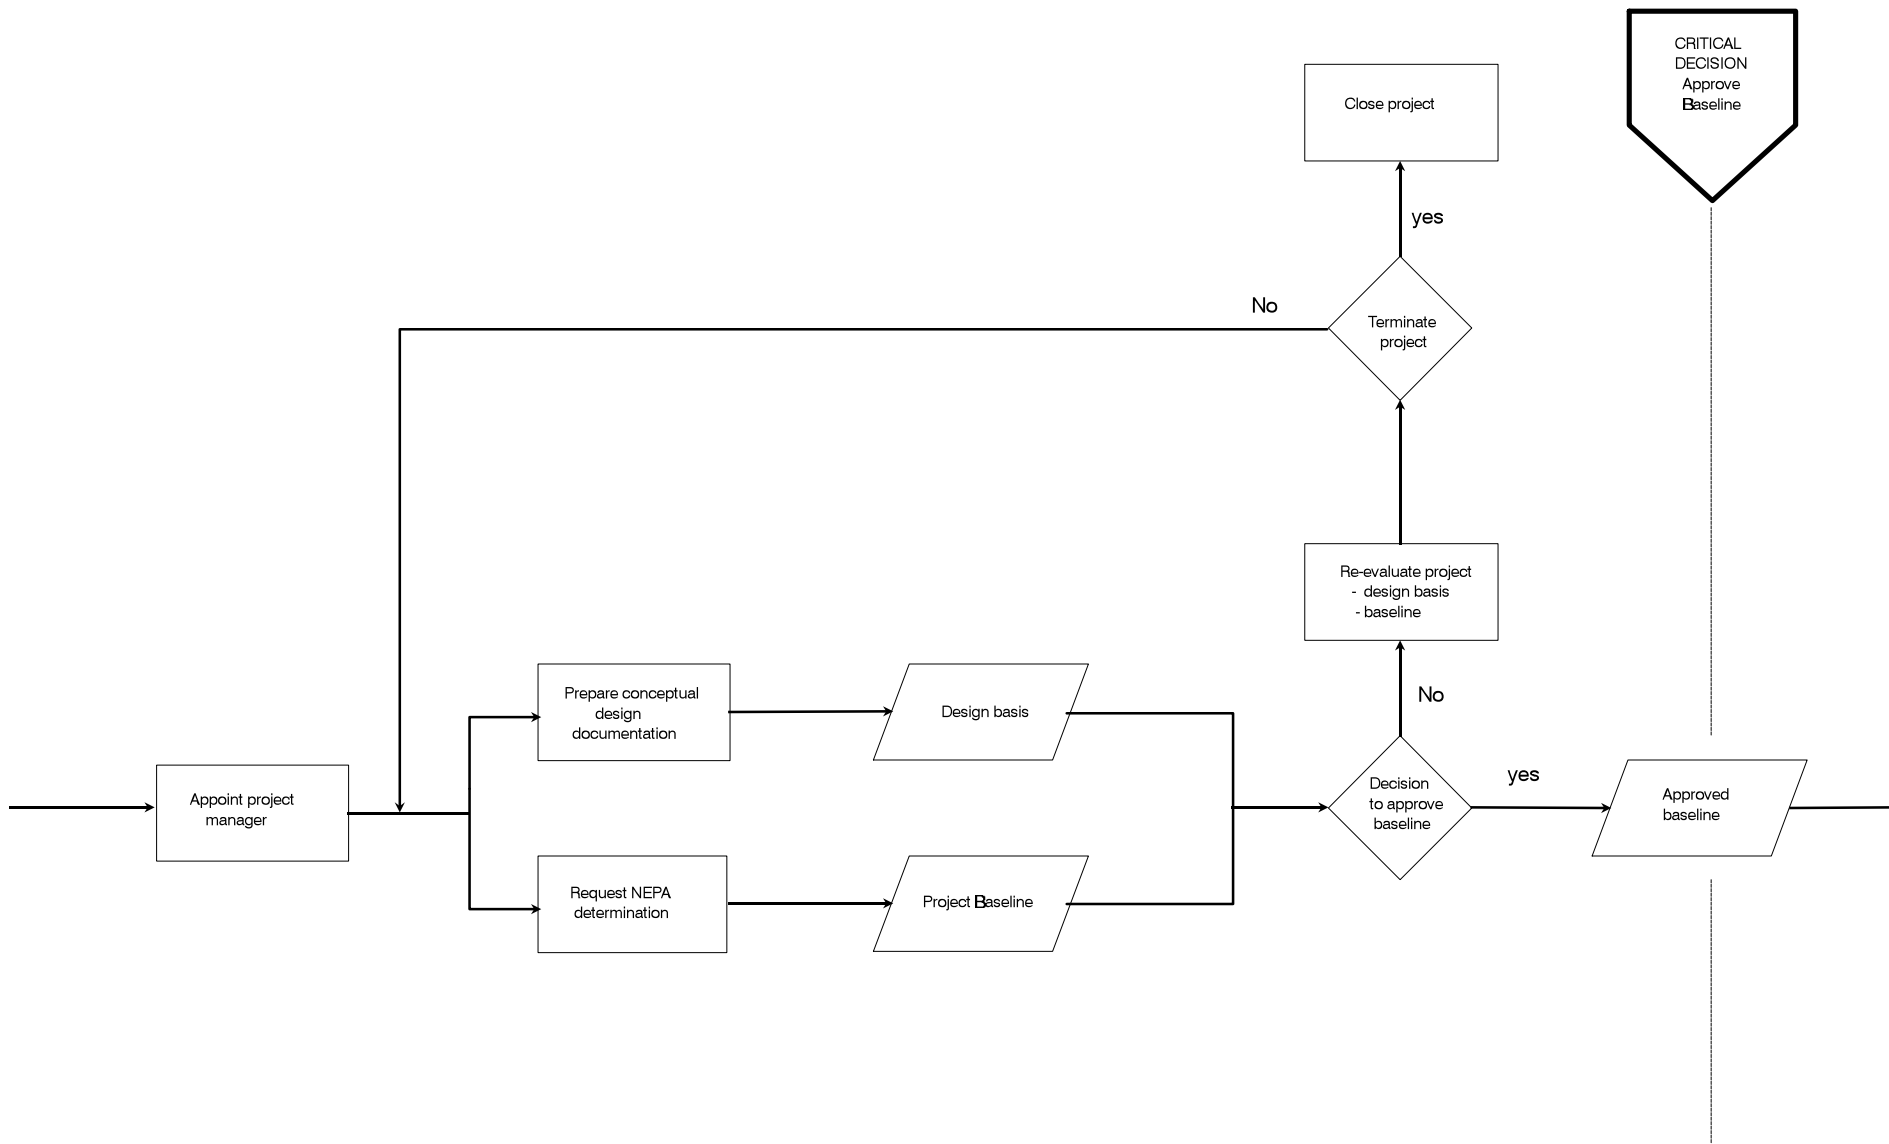 CRITICAL
DECISION
Approve
Baseline
Close project
yes
No
Terminate
project
Re-evaluate project
- design basis
- baseline
No
Prepare conceptual
design
documentation
Design basis
Appoint project
manager
Decision
to approve
baseline
yes
Approved
baseline
Request NEPA
determination
Project Baseline